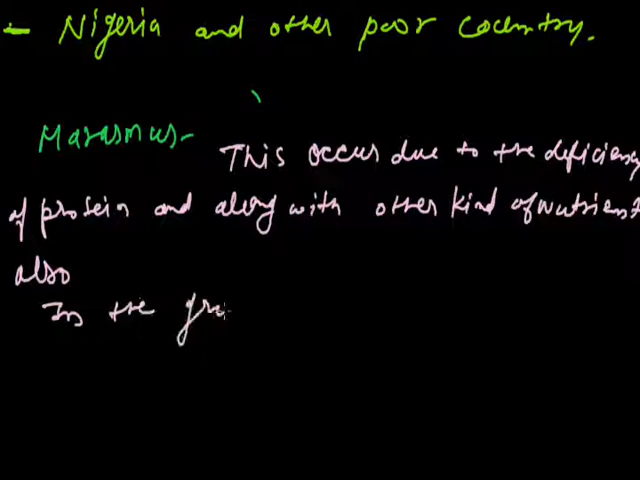 - Nigeria and other poor country.
Marasmus- This occur due to the deficiency
of protein and along with other kind of nutrient
also
In the gr